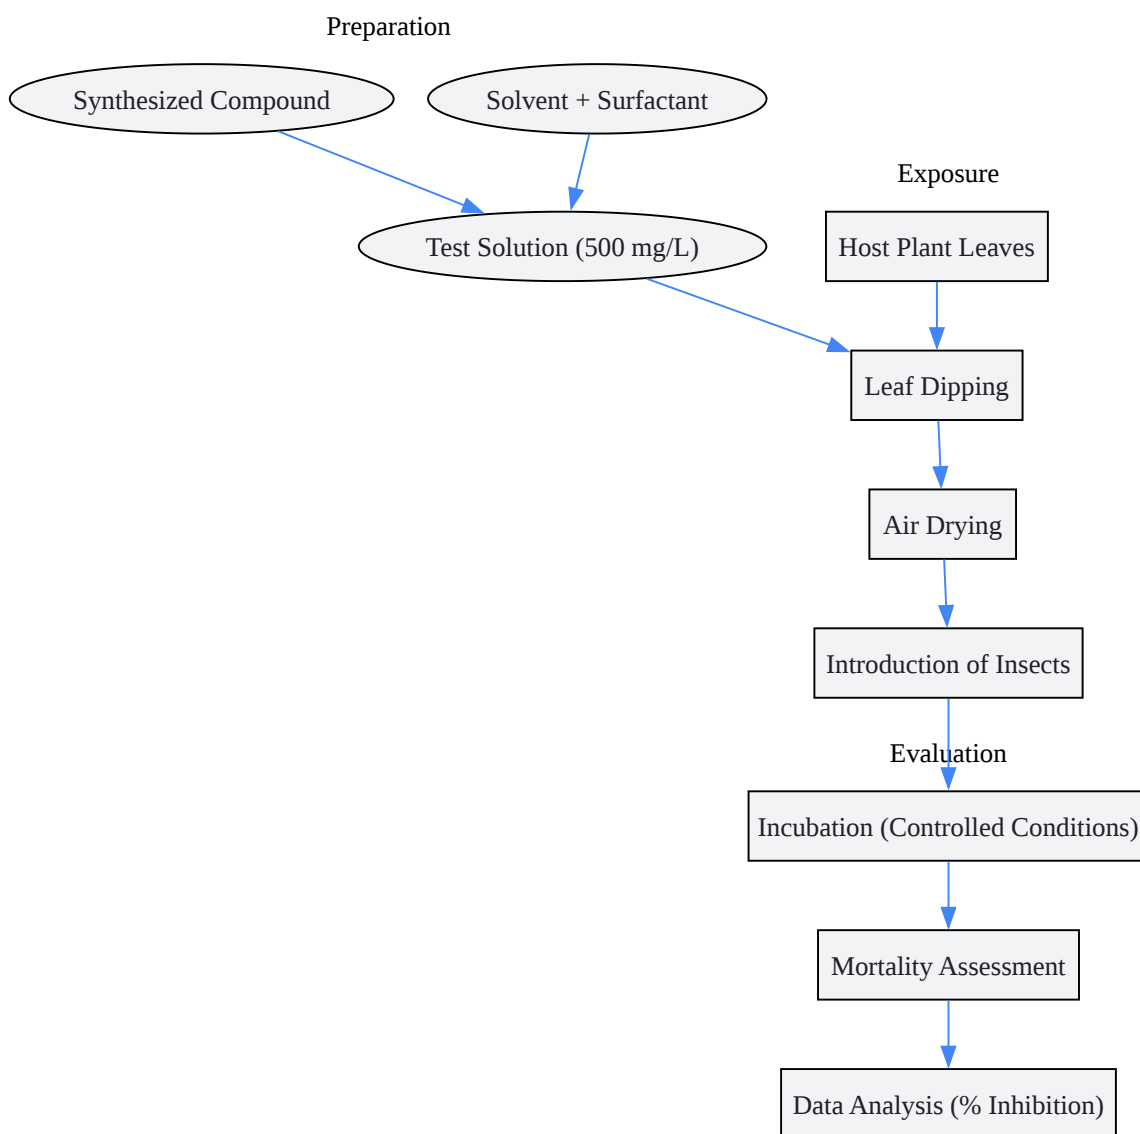 Preparation
Synthesized Compound
Solvent + Surfactant
Test Solution (500 mg/L)
Exposure
Host Plant Leaves
Leaf Dipping
Air Drying
Introduction of Insects
Evaluation
Incubation (Controlled Conditions)
Mortality Assessment
Data Analysis (% Inhibition)